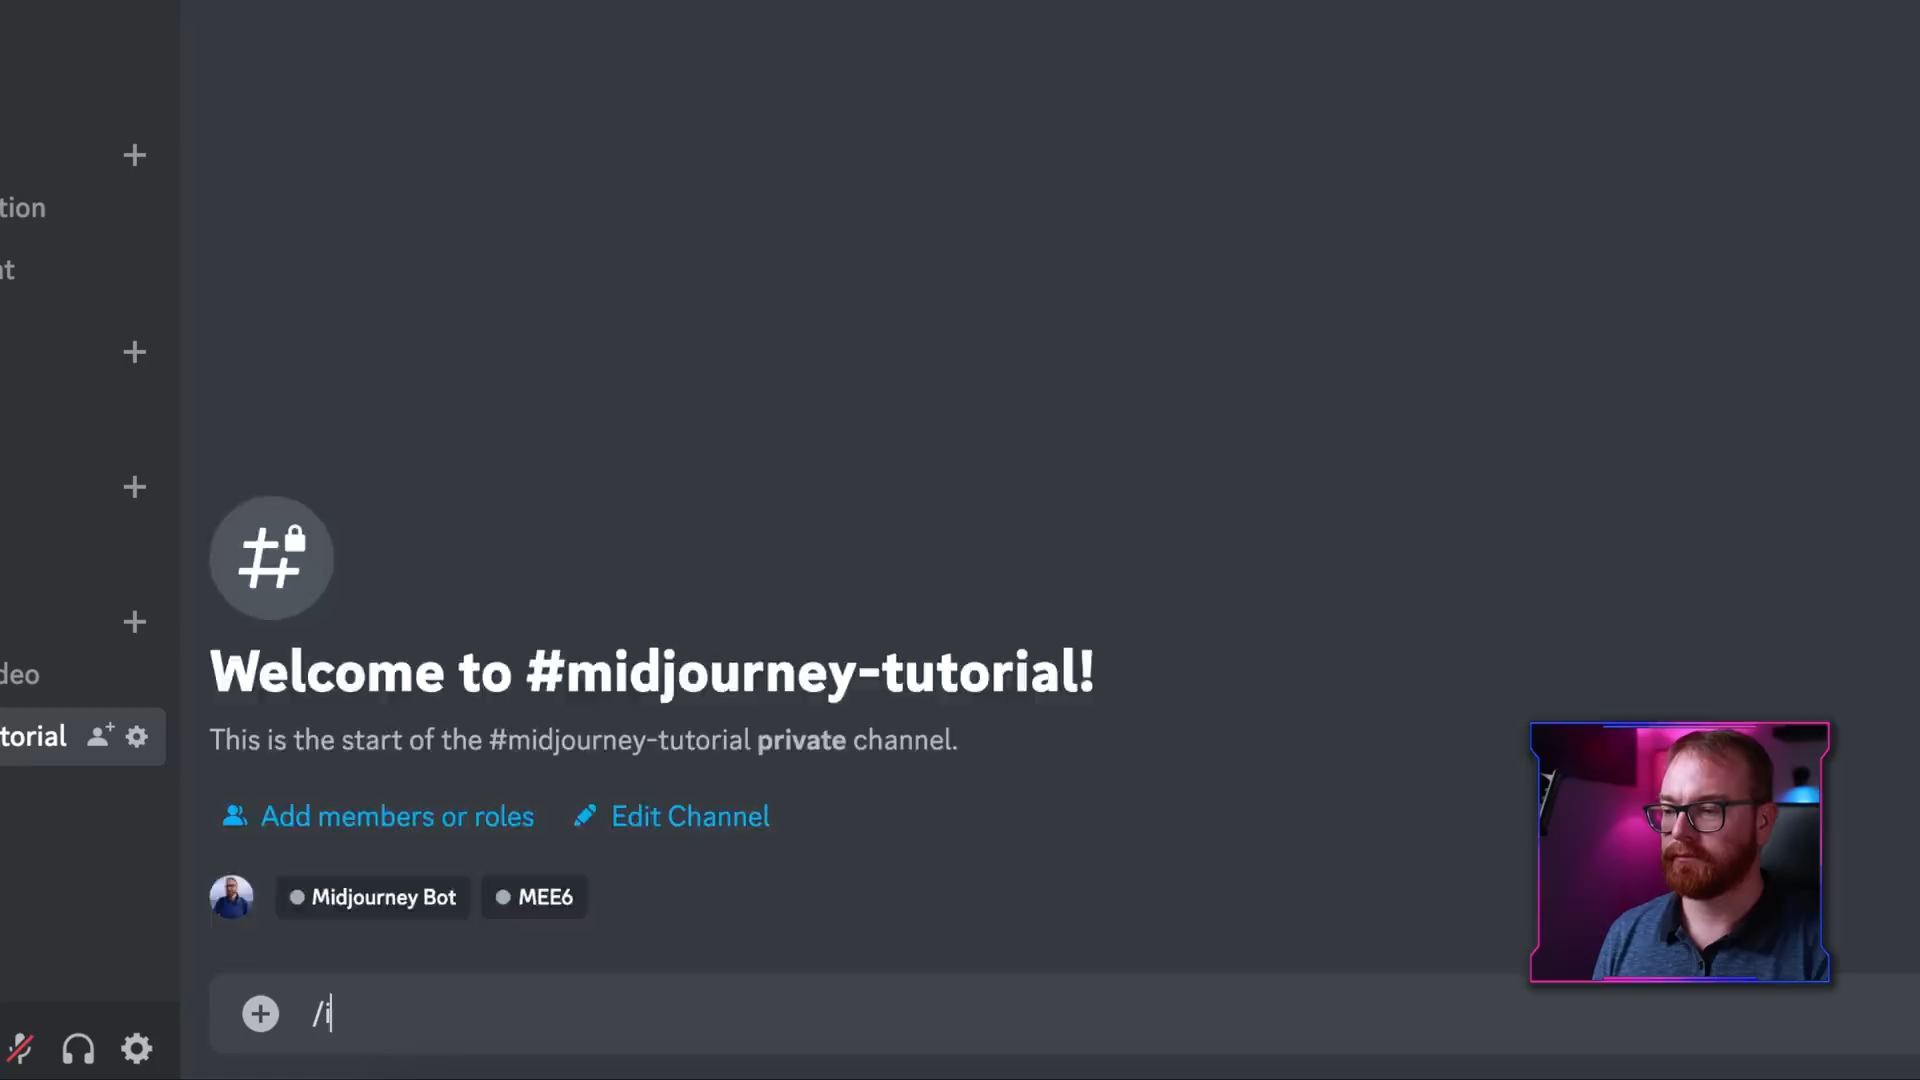 tion
nt
deo
torial
Welcome to #midjourney-tutorial!
This is the start of the #midjourney-tutorial private channel.
Add members or roles
Edit Channel
Midjourney Bot
MEE6
/i